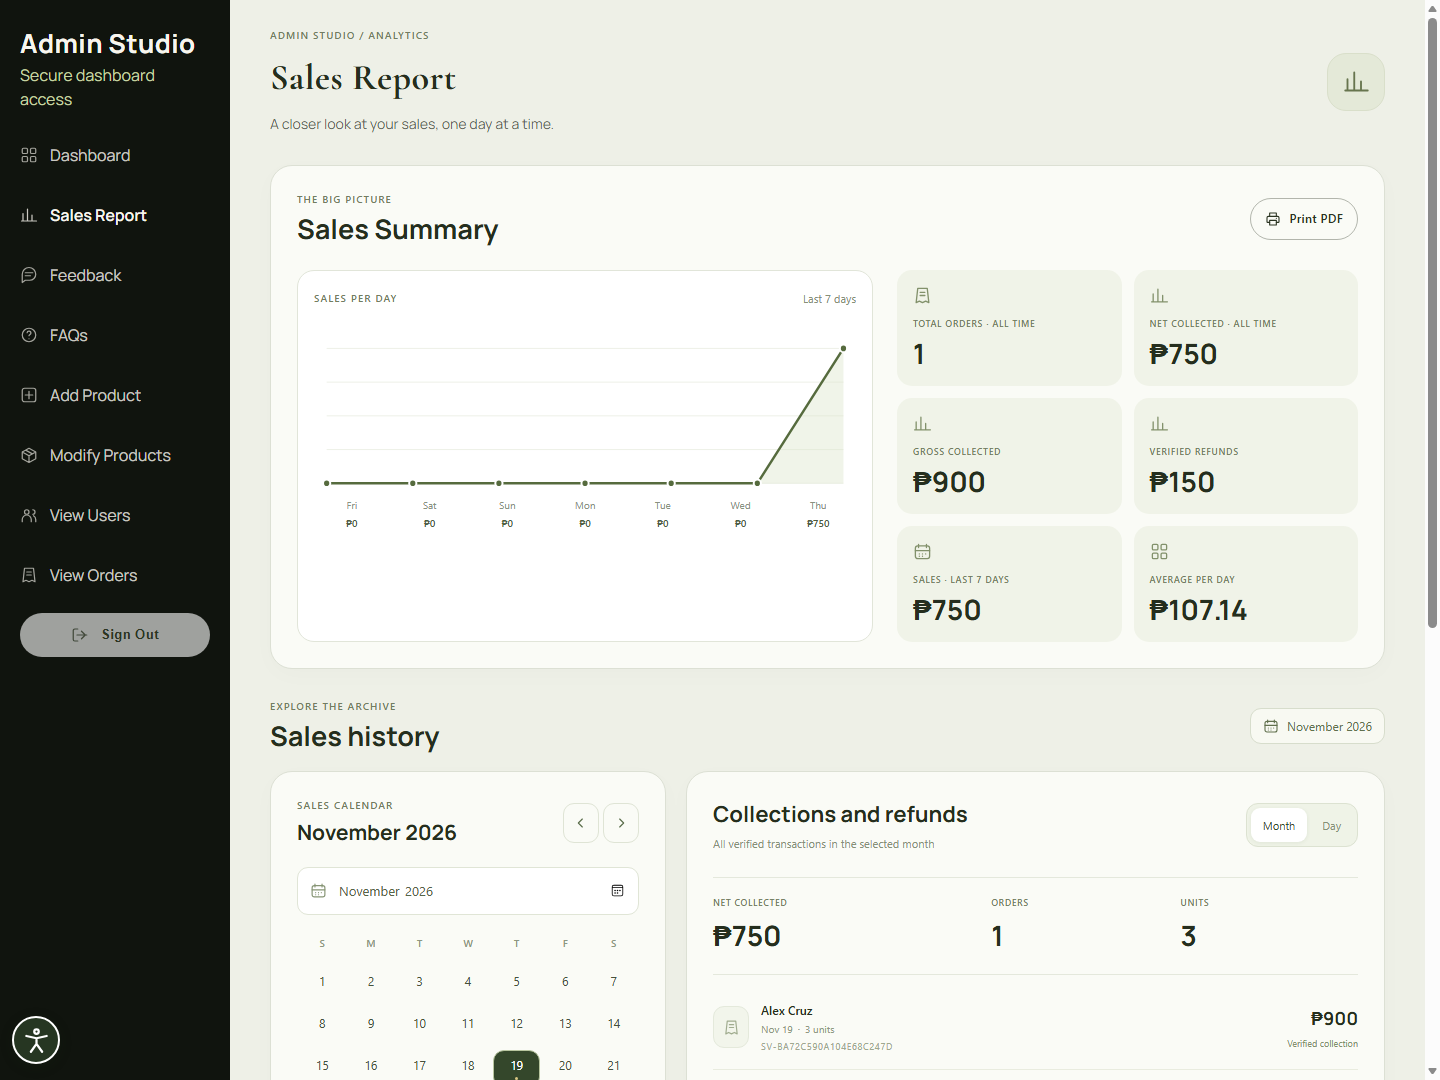 Admin Studio
Secure dashboard
access
Dashboard
Sales Report
Feedback
FAQs
Add Product
Modify Products
View Users
View Orders
Sign Out
ADMIN STUDIO / ANALYTICS
Sales Report
A closer look at your sales, one day at a time.
THE BIG PICTURE
Sales Summary
Print PDF
SALES PER DAY
Last 7 days
Fri Sat Sun Mon Tue Wed Thu
₱0 ₱0 ₱0 ₱0 ₱0 ₱0 ₱750
TOTAL ORDERS · ALL TIME
1
NET COLLECTED · ALL TIME
₱750
GROSS COLLECTED
₱900
VERIFIED REFUNDS
₱150
SALES · LAST 7 DAYS
₱750
AVERAGE PER DAY
₱107.14
EXPLORE THE ARCHIVE
Sales history
November 2026
SALES CALENDAR
November 2026
November 2026
S M T W T F S
1 2 3 4 5 6 7
8 9 10 11 12 13 14
15 16 17 18 19 20 21
Collections and refunds
All verified transactions in the selected month
Month
Day
NET COLLECTED
₱750
ORDERS
1
UNITS
3
Alex Cruz
Nov 19 · 3 units
SV-BA72C590A104E68C247D
₱900
Verified collection